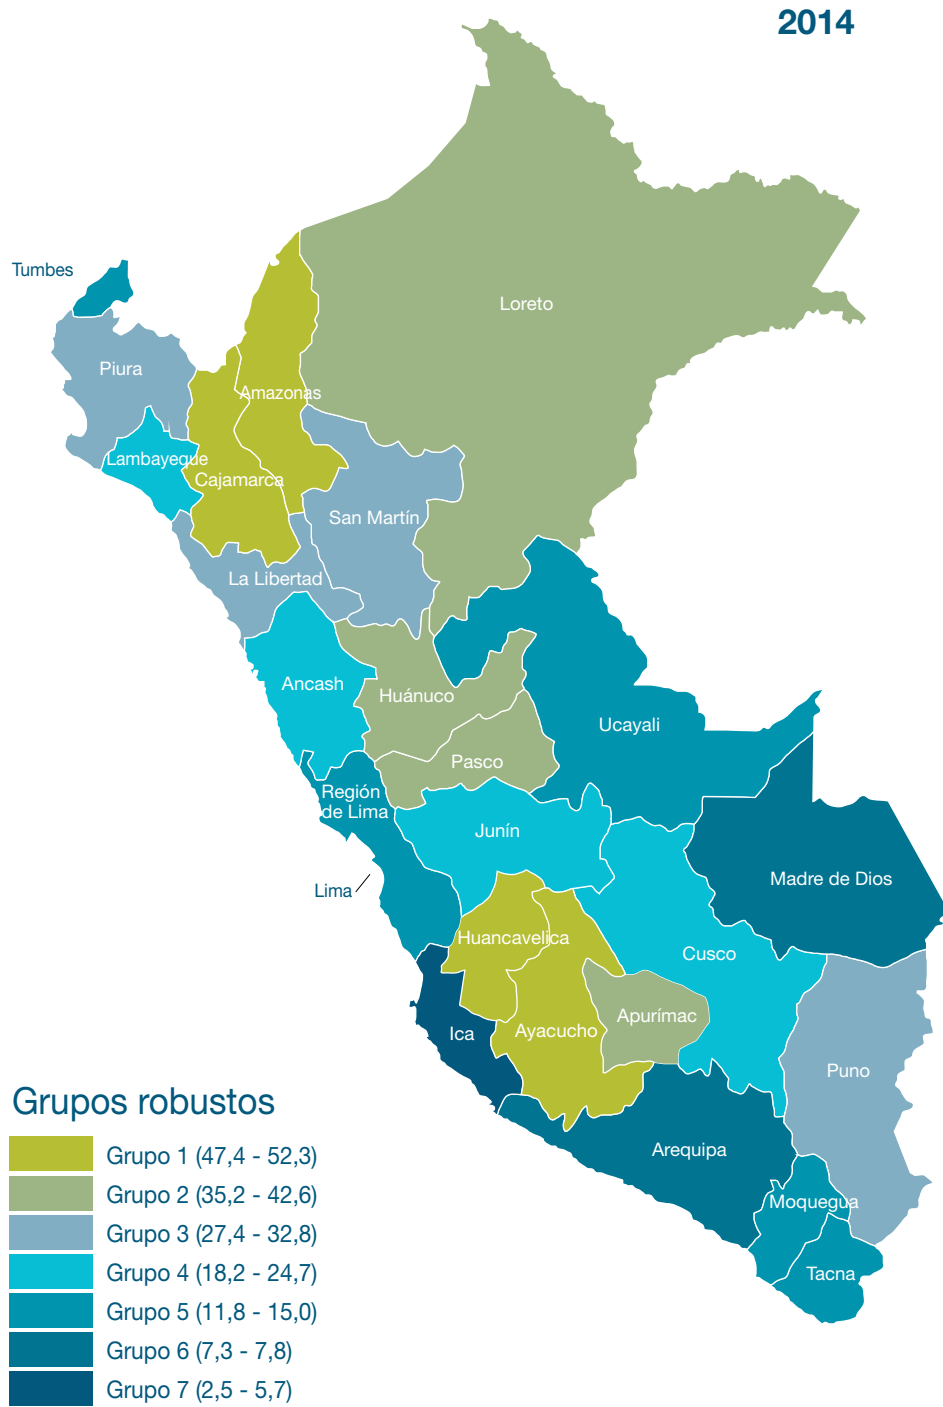 2014
Tumbes
Loreto
Piura
Amazonas
Lambayeque
Cajamarca
San Martín
La Libertad
Ancash
Huánuco
Ucayali
Pasco
Región
de Lima
Junín
Madre de Dios
Lima
Huancavelica
Cusco
Apurímac
Ica
Ayacucho
Puno
Arequipa
Moquegua
Tacna
Grupos robustos
Grupo 1 (47,4 - 52,3)
Grupo 2 (35,2 - 42,6)
Grupo 3 (27,4 - 32,8)
Grupo 4 (18,2 - 24,7)
Grupo 5 (11,8 - 15,0)
Grupo 6 (7,3 - 7,8)
Grupo 7 (2,5 - 5,7)